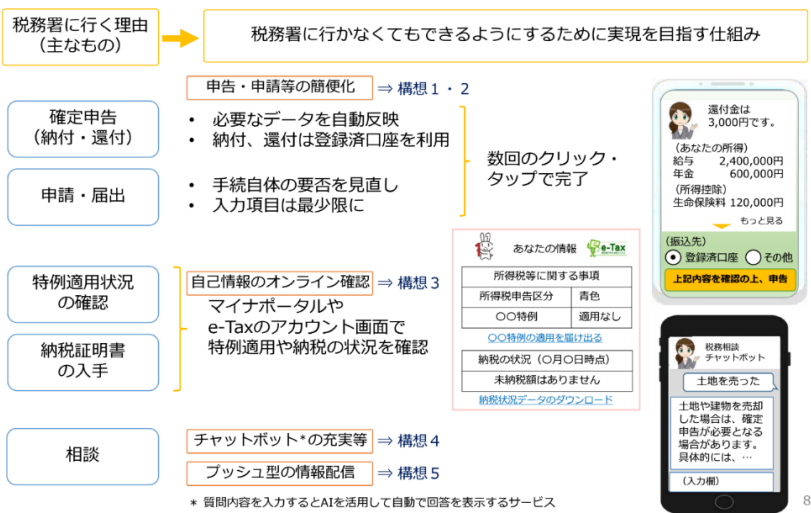 税務署に行く理由
（主なもの）
税務署に行かなくてもできるようにするために実現を目指す仕組み
確定申告
（納付・還付）
申請・届出
申告・申請等の簡便化
⇒ 構想１・２
• 必要なデータを自動反映
• 納付、還付は登録済口座を利用
• 手続自体の要否を見直し
• 入力項目は最少限に
数回のクリック・
タップで完了
還付金は
3,000円です。
（あなたの所得）
給与 2,400,000円
年金 600,000円
（所得控除）
生命保険料 120,000円
もっと見る
（振込先）
登録済口座 その他
上記内容を確認の上、申告
特例適用状況
の確認
納税証明書
の入手
自己情報のオンライン確認
⇒ 構想３
マイナポータルや
e-Taxのアカウント画面で
特例適用や納税の状況を確認
あなたの情報 e-Tax
所得税等に関する事項
所得税申告区分 青色
〇〇特例 適用なし
〇〇特例の適用を届け出る
納税の状況（〇月〇日時点）
未納税額はありません
納税状況データのダウンロード
税務相談
チャットボット
土地を売った
土地や建物を売却
した場合は、確定
申告が必要となる
場合があります。
具体的には、…
（入力欄）
相談
チャットボット*の充実等
⇒ 構想４
プッシュ型の情報配信
⇒ 構想５
* 質問内容を入力するとAIを活用して自動で回答を表示するサービス
8